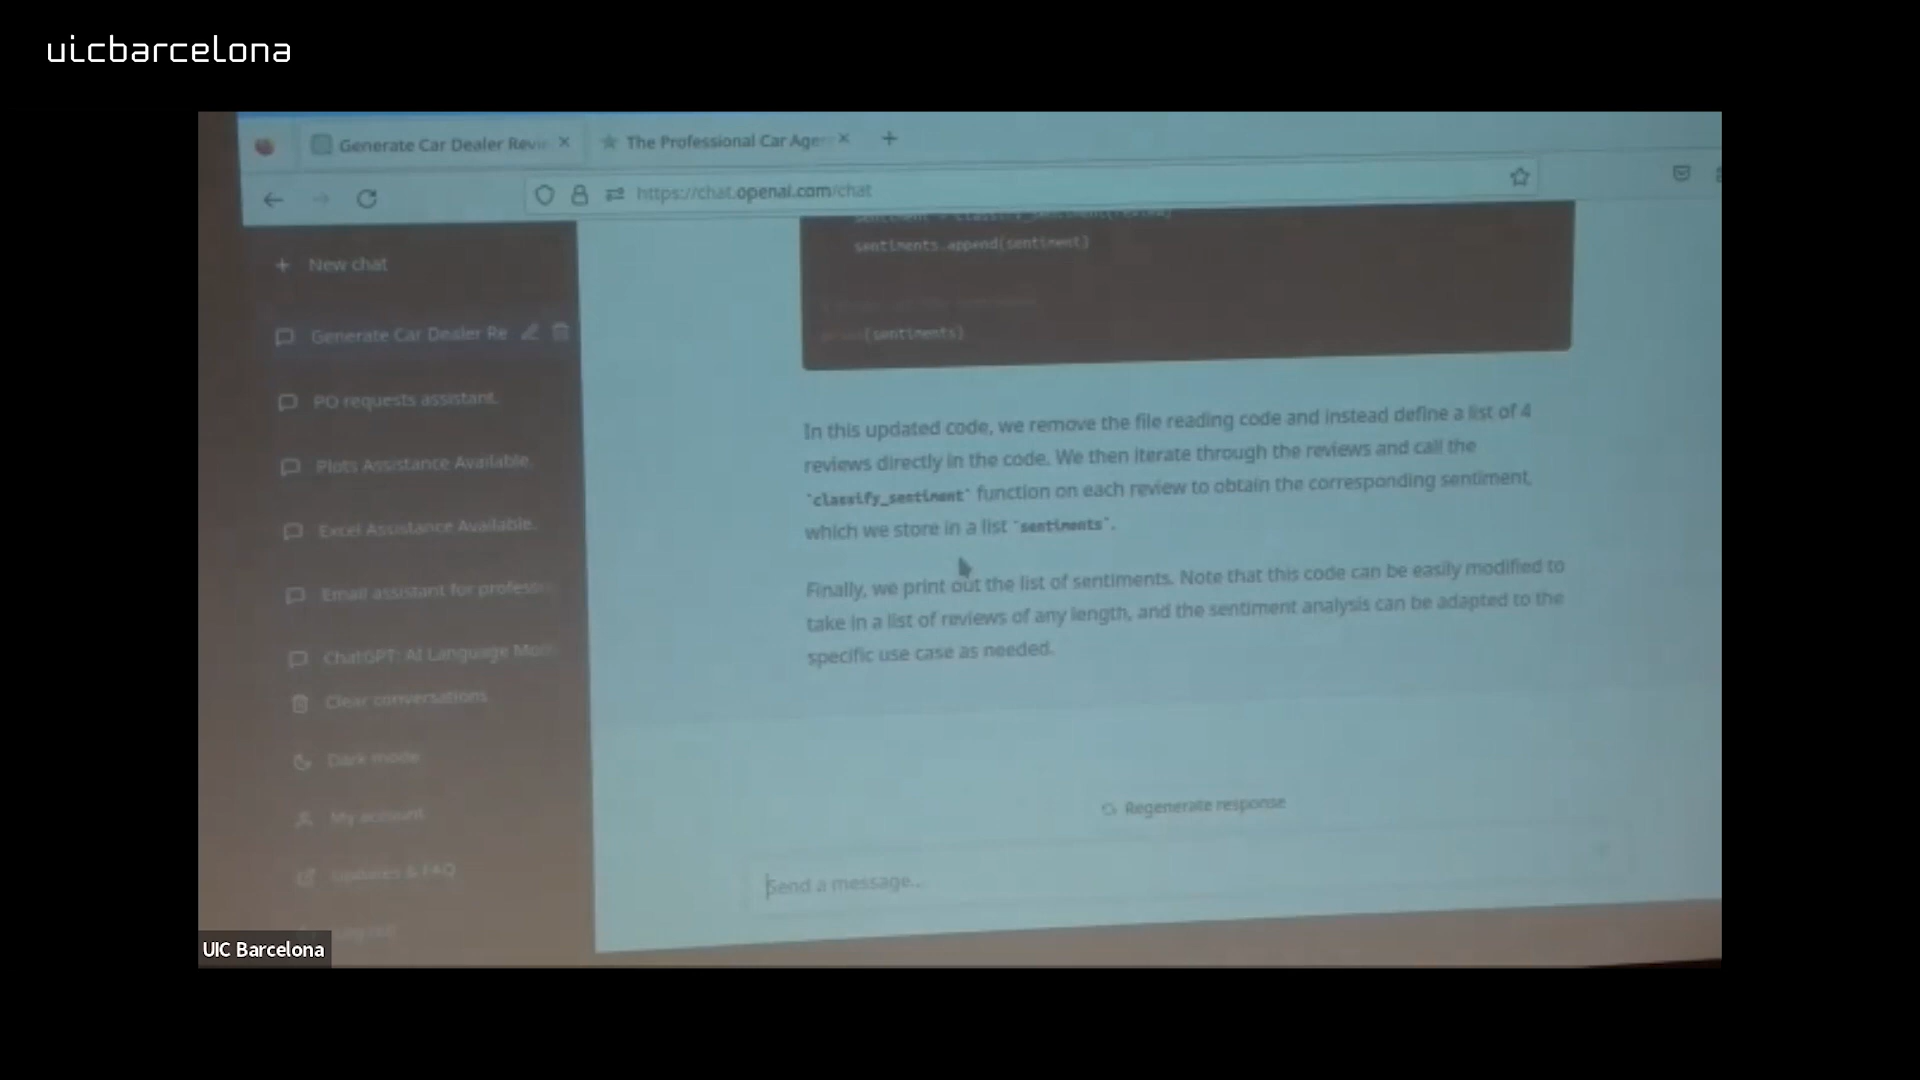 uicbarcelona
Generate Car Dealer Revi
The Professional Car Agen
https://chat.openai.com/chat
New chat
Generate Car Dealer Re
PO requests assistant.
Plots Assistance Available.
Excel Assistance Available.
Email assistant for profess
ChatGPT: AI Language Mo
Clear conversations
Dark mode
My account
Updates & FAQ
Log out
sentiments.append(sentiment)
(sentiments)
In this updated code, we remove the file reading code and instead define a list of 4
reviews directly in the code. We then iterate through the reviews and call the
`classify_sentiment` function on each review to obtain the corresponding sentiment,
which we store in a list `sentiments`.
Finally, we print out the list of sentiments. Note that this code can be easily modified to
take in a list of reviews of any length, and the sentiment analysis can be adapted to the
specific use case as needed.
Regenerate response
Send a message...
UIC Barcelona